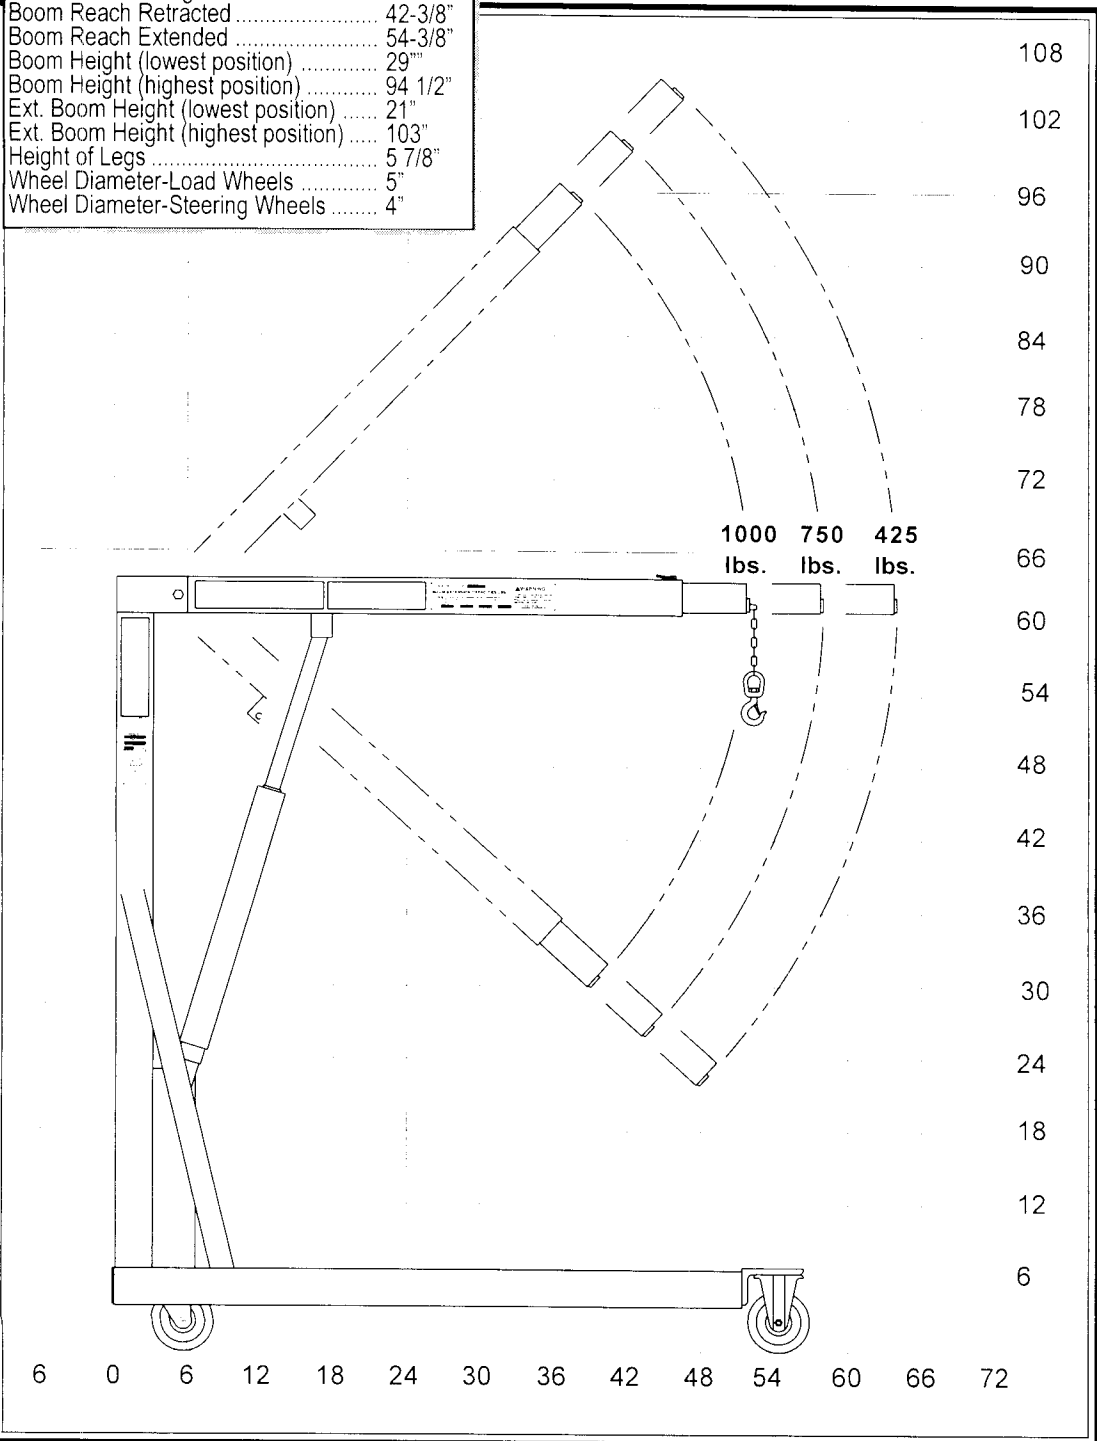 Boom Reach Retracted .................... 42-3/8"
Boom Reach Extended ..................... 54-3/8"
Boom Height (lowest position) ............ 29""
Boom Height (highest position) ........... 94 1/2"
Ext. Boom Height (lowest position) ...... 21"
Ext. Boom Height (highest position) ..... 103"
Height of Legs ................................. 5 7/8"
Wheel Diameter-Load Wheels ............ 5"
Wheel Diameter-Steering Wheels ........ 4"
108
102
96
90
84
78
72
1000 750 425
lbs. lbs. lbs.
66
60
54
48
42
36
30
24
18
12
6
6 0 6 12 18 24 30 36 42 48 54 60 66 72
WARNING